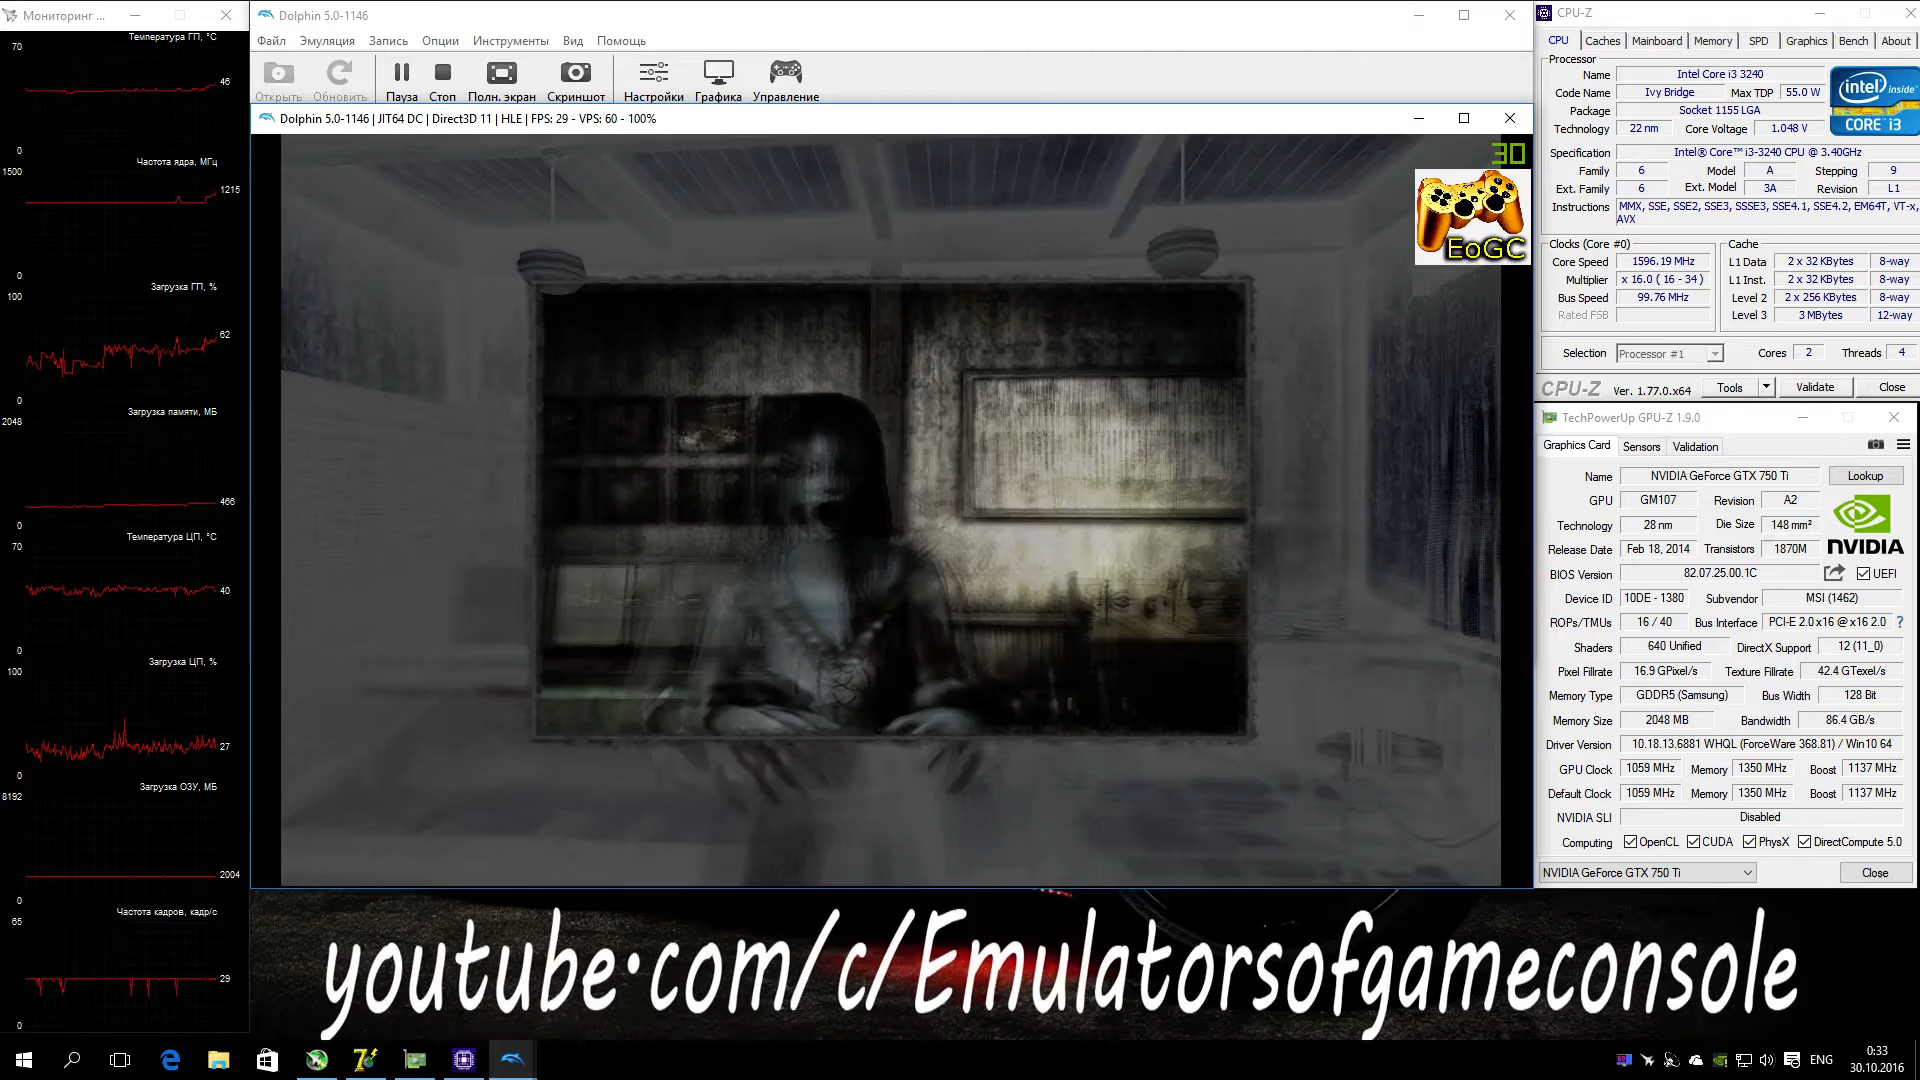 Мониторинг ...
Температура ГП, °C
70
46
0
Частота ядра, МГц
1500
1215
0
Загрузка ГП, %
100
62
0
Загрузка памяти, МБ
2048
466
0
Температура ЦП, °C
70
40
0
Загрузка ЦП, %
100
27
0
Загрузка ОЗУ, МБ
8192
2004
0
Частота кадров, кадр/с
65
29
0
Dolphin 5.0-1146
Файл Эмуляция Запись Опции Инструменты Вид Помощь
Открыть Обновить Пауза Стоп Полн. экран Скриншот Настройки Графика Управление
Dolphin 5.0-1146 | JIT64 DC | Direct3D 11 | HLE | FPS: 29 - VPS: 60 - 100%
30
EoGC
CPU-Z
CPU Caches Mainboard Memory SPD Graphics Bench About
Processor
Name Intel Core i3 3240
Code Name Ivy Bridge Max TDP 55.0 W
Package Socket 1155 LGA
Technology 22 nm Core Voltage 1.048 V
intel inside
CORE i3
Specification Intel® Core™ i3-3240 CPU @ 3.40GHz
Family 6 Model A Stepping 9
Ext. Family 6 Ext. Model 3A Revision L1
Instructions MMX, SSE, SSE2, SSE3, SSSE3, SSE4.1, SSE4.2, EM64T, VT-x,
AVX
Clocks (Core #0) Cache
Core Speed 1596.19 MHz L1 Data 2 x 32 KBytes 8-way
Multiplier x 16.0 ( 16 - 34 ) L1 Inst. 2 x 32 KBytes 8-way
Bus Speed 99.76 MHz Level 2 2 x 256 KBytes 8-way
Rated FSB Level 3 3 MBytes 12-way
Selection Processor #1 Cores 2 Threads 4
CPU-Z Ver. 1.77.0.x64 Tools Validate Close
TechPowerUp GPU-Z 1.9.0
Graphics Card Sensors Validation
Name NVIDIA GeForce GTX 750 Ti Lookup
GPU GM107 Revision A2
Technology 28 nm Die Size 148 mm²
Release Date Feb 18, 2014 Transistors 1870M
NVIDIA
BIOS Version 82.07.25.00.1C UEFI
Device ID 10DE - 1380 Subvendor MSI (1462)
ROPs/TMUs 16 / 40 Bus Interface PCI-E 2.0 x16 @ x16 2.0 ?
Shaders 640 Unified DirectX Support 12 (11_0)
Pixel Fillrate 16.9 GPixel/s Texture Fillrate 42.4 GTexel/s
Memory Type GDDR5 (Samsung) Bus Width 128 Bit
Memory Size 2048 MB Bandwidth 86.4 GB/s
Driver Version 10.18.13.6881 WHQL (ForceWare 368.81) / Win10 64
GPU Clock 1059 MHz Memory 1350 MHz Boost 1137 MHz
Default Clock 1059 MHz Memory 1350 MHz Boost 1137 MHz
NVIDIA SLI Disabled
Computing OpenCL CUDA PhysX DirectCompute 5.0
NVIDIA GeForce GTX 750 Ti Close
youtube.com/c/Emulatorsofgameconsole
ENG
0:33
30.10.2016